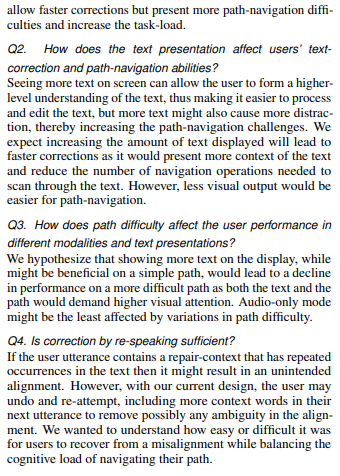 allow faster corrections but present more path-navigation diffi-
culties and increase the task-load.
Q2. How does the text presentation affect users' text-
correction and path-navigation abilities?
Seeing more text on screen can allow the user to form a higher-
level understanding of the text, thus making it easier to process
and edit the text, but more text might also cause more distrac-
tion, thereby increasing the path-navigation challenges. We
expect increasing the amount of text displayed will lead to
faster corrections as it would present more context of the text
and reduce the number of navigation operations needed to
scan through the text. However, less visual output would be
easier for path-navigation.
Q3. How does path difficulty affect the user performance in
different modalities and text presentations?
We hypothesize that showing more text on the display, while
might be beneficial on a simple path, would lead to a decline
in performance on a more difficult path as both the text and the
path would demand higher visual attention. Audio-only mode
might be the least affected by variations in path difficulty.
Q4. Is correction by re-speaking sufficient?
If the user utterance contains a repair-context that has repeated
occurrences in the text then it might result in an unintended
alignment. However, with our current design, the user may
undo and re-attempt, including more context words in their
next utterance to remove possibly any ambiguity in the align-
ment. We wanted to understand how easy or difficult it was
for users to recover from a misalignment while balancing the
cognitive load of navigating their path.